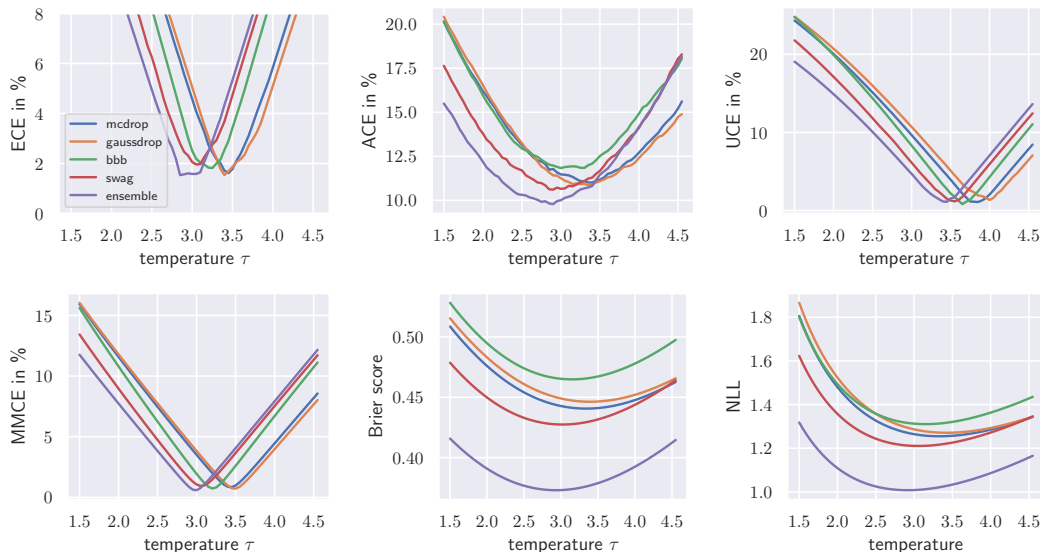 ECE in %
8
6
4
2
0
mcdrop
gaussdrop
bbb
swag
ensemble
1.5 2.0 2.5 3.0 3.5 4.0 4.5
temperature τ
ACE in %
20.0
17.5
15.0
12.5
10.0
1.5 2.0 2.5 3.0 3.5 4.0 4.5
temperature τ
UCE in %
20
10
0
1.5 2.0 2.5 3.0 3.5 4.0 4.5
temperature τ
MMCE in %
15
10
5
0
1.5 2.0 2.5 3.0 3.5 4.0 4.5
temperature τ
Brier score
0.50
0.45
0.40
1.5 2.0 2.5 3.0 3.5 4.0 4.5
temperature τ
NLL
1.8
1.6
1.4
1.2
1.0
1.5 2.0 2.5 3.0 3.5 4.0 4.5
temperature